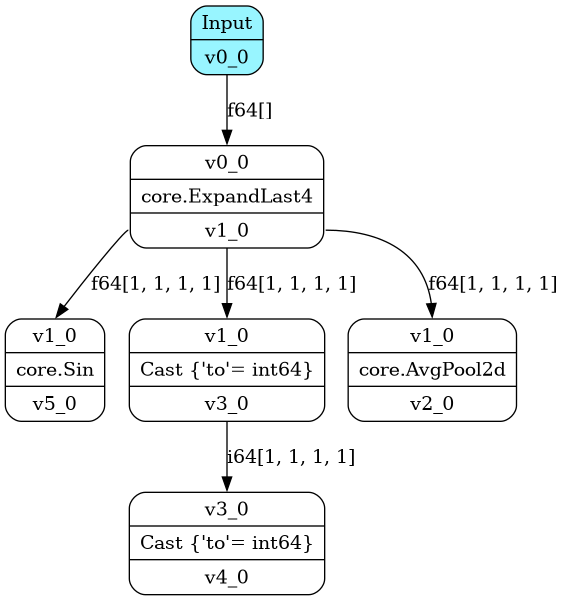 Input
v0_0
f64[]
v0_0
core.ExpandLast4
v1_0
f64[1, 1, 1, 1]
f64[1, 1, 1, 1]
f64[1, 1, 1, 1]
v1_0
core.Sin
v5_0
v1_0
Cast {'to'= int64}
v3_0
v1_0
core.AvgPool2d
v2_0
i64[1, 1, 1, 1]
v3_0
Cast {'to'= int64}
v4_0